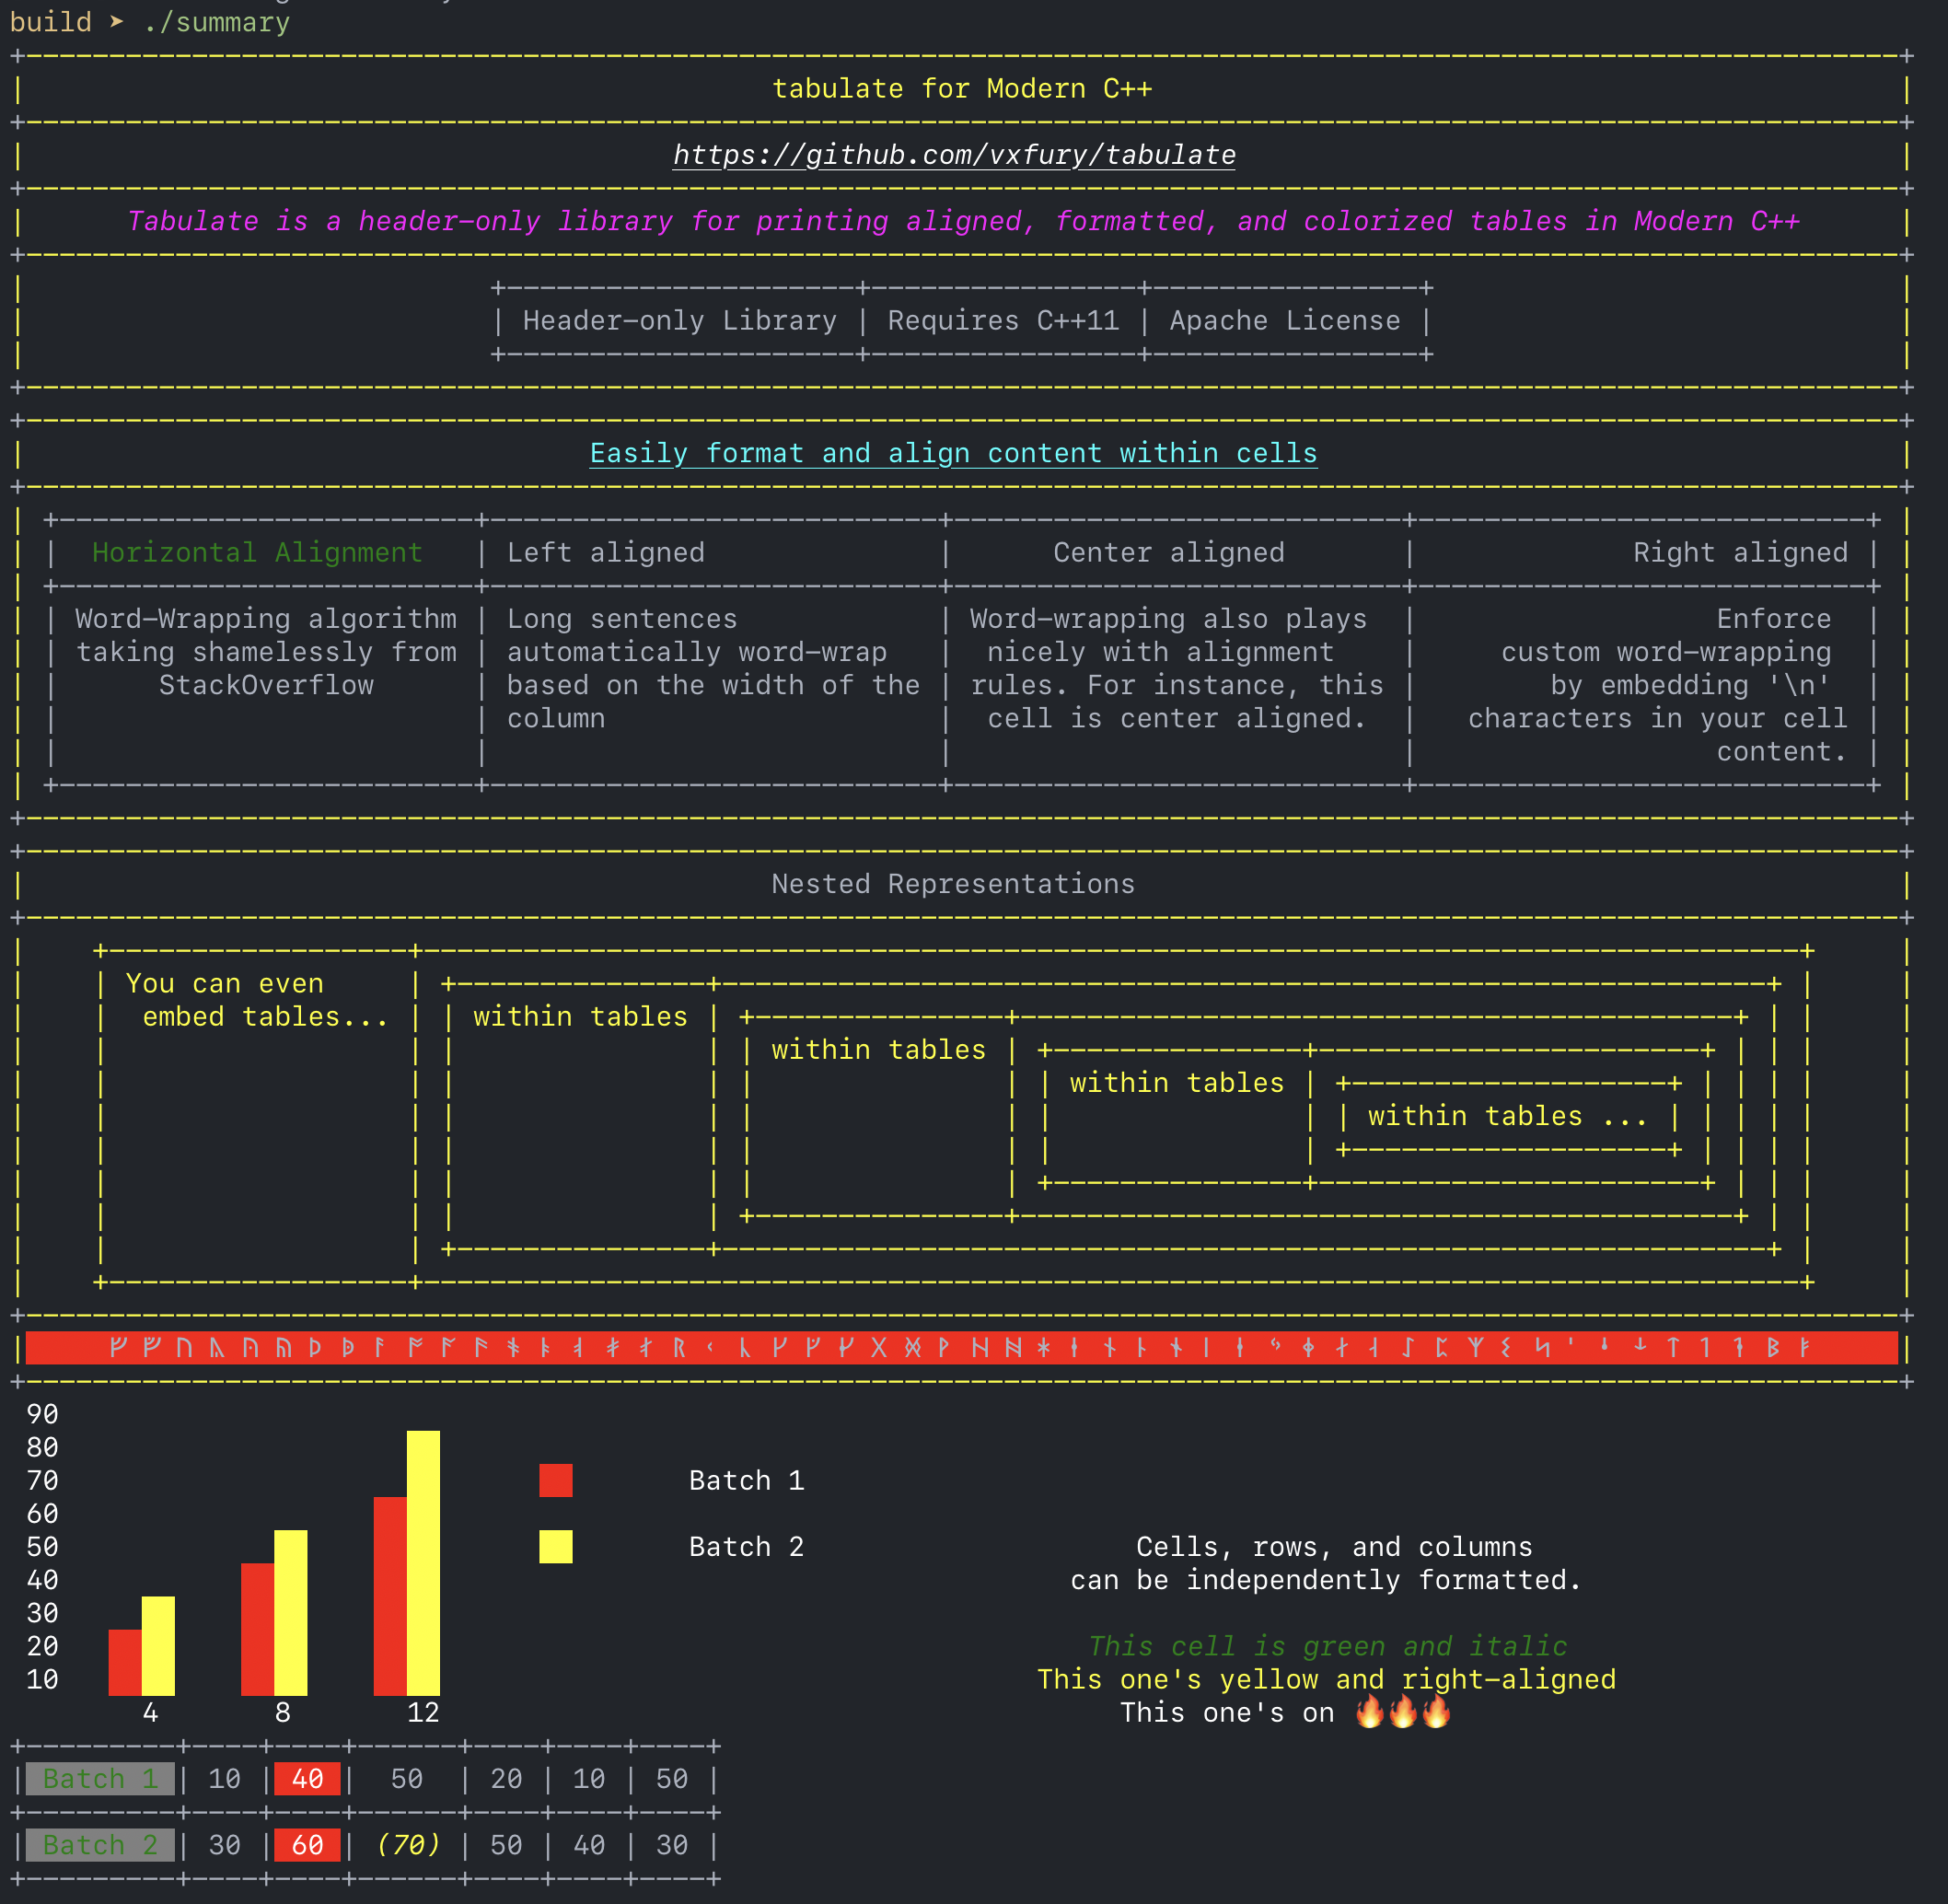 build ➤ ./summary
tabulate for Modern C++
https://github.com/vxfury/tabulate
Tabulate is a header-only library for printing aligned, formatted, and colorized tables in Modern C++
Header-only Library | Requires C++11 | Apache License
Easily format and align content within cells
Horizontal Alignment | Left aligned | Center aligned | Right aligned
Word-Wrapping algorithm | Long sentences | Word-wrapping also plays | Enforce
taking shamelessly from | automatically word-wrap | nicely with alignment | custom word-wrapping
StackOverflow | based on the width of the | rules. For instance, this | by embedding '\n'
column | cell is center aligned. | characters in your cell
content.
Nested Representations
You can even
embed tables... | within tables
within tables
within tables
within tables ...
90
80
70 Batch 1
60
50 Batch 2 Cells, rows, and columns
40 can be independently formatted.
30
20 This cell is green and italic
10 This one's yellow and right-aligned
4 8 12 This one's on 🔥🔥🔥
Batch 1 | 10 | 40 | 50 | 20 | 10 | 50
Batch 2 | 30 | 60 | (70) | 50 | 40 | 30